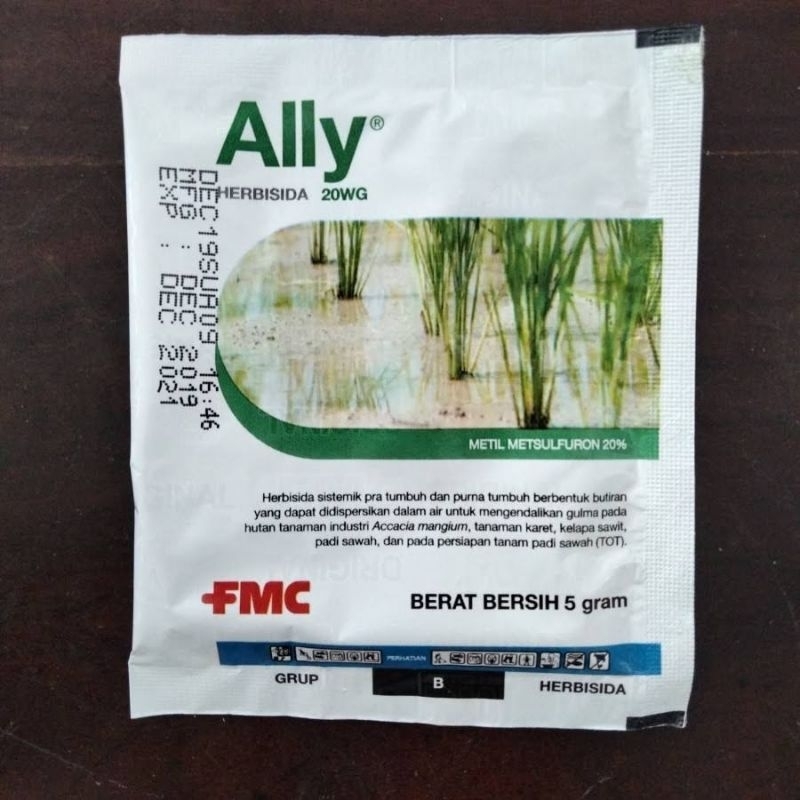 Ally®
HERBISIDA 20WG
DEC19SUR09 16:46
MFG : DEC 2019
EXP : DEC 2021
METIL METSULFURON 20%
Herbisida sistemik pra tumbuh dan purna tumbuh berbentuk butiran
yang dapat didispersikan dalam air untuk mengendalikan gulma pada
hutan tanaman industri Accacia mangium, tanaman karet, kelapa sawit,
padi sawah, dan pada persiapan tanam padi sawah (TOT).
FMC
BERAT BERSIH 5 gram
PERHATIAN
GRUP B HERBISIDA